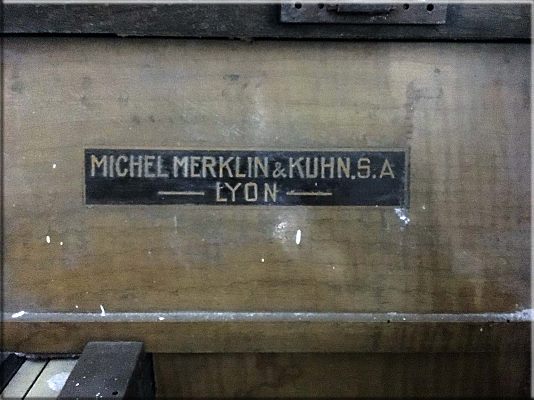 MICHEL MERKLIN & KUHN.S.A
LYON